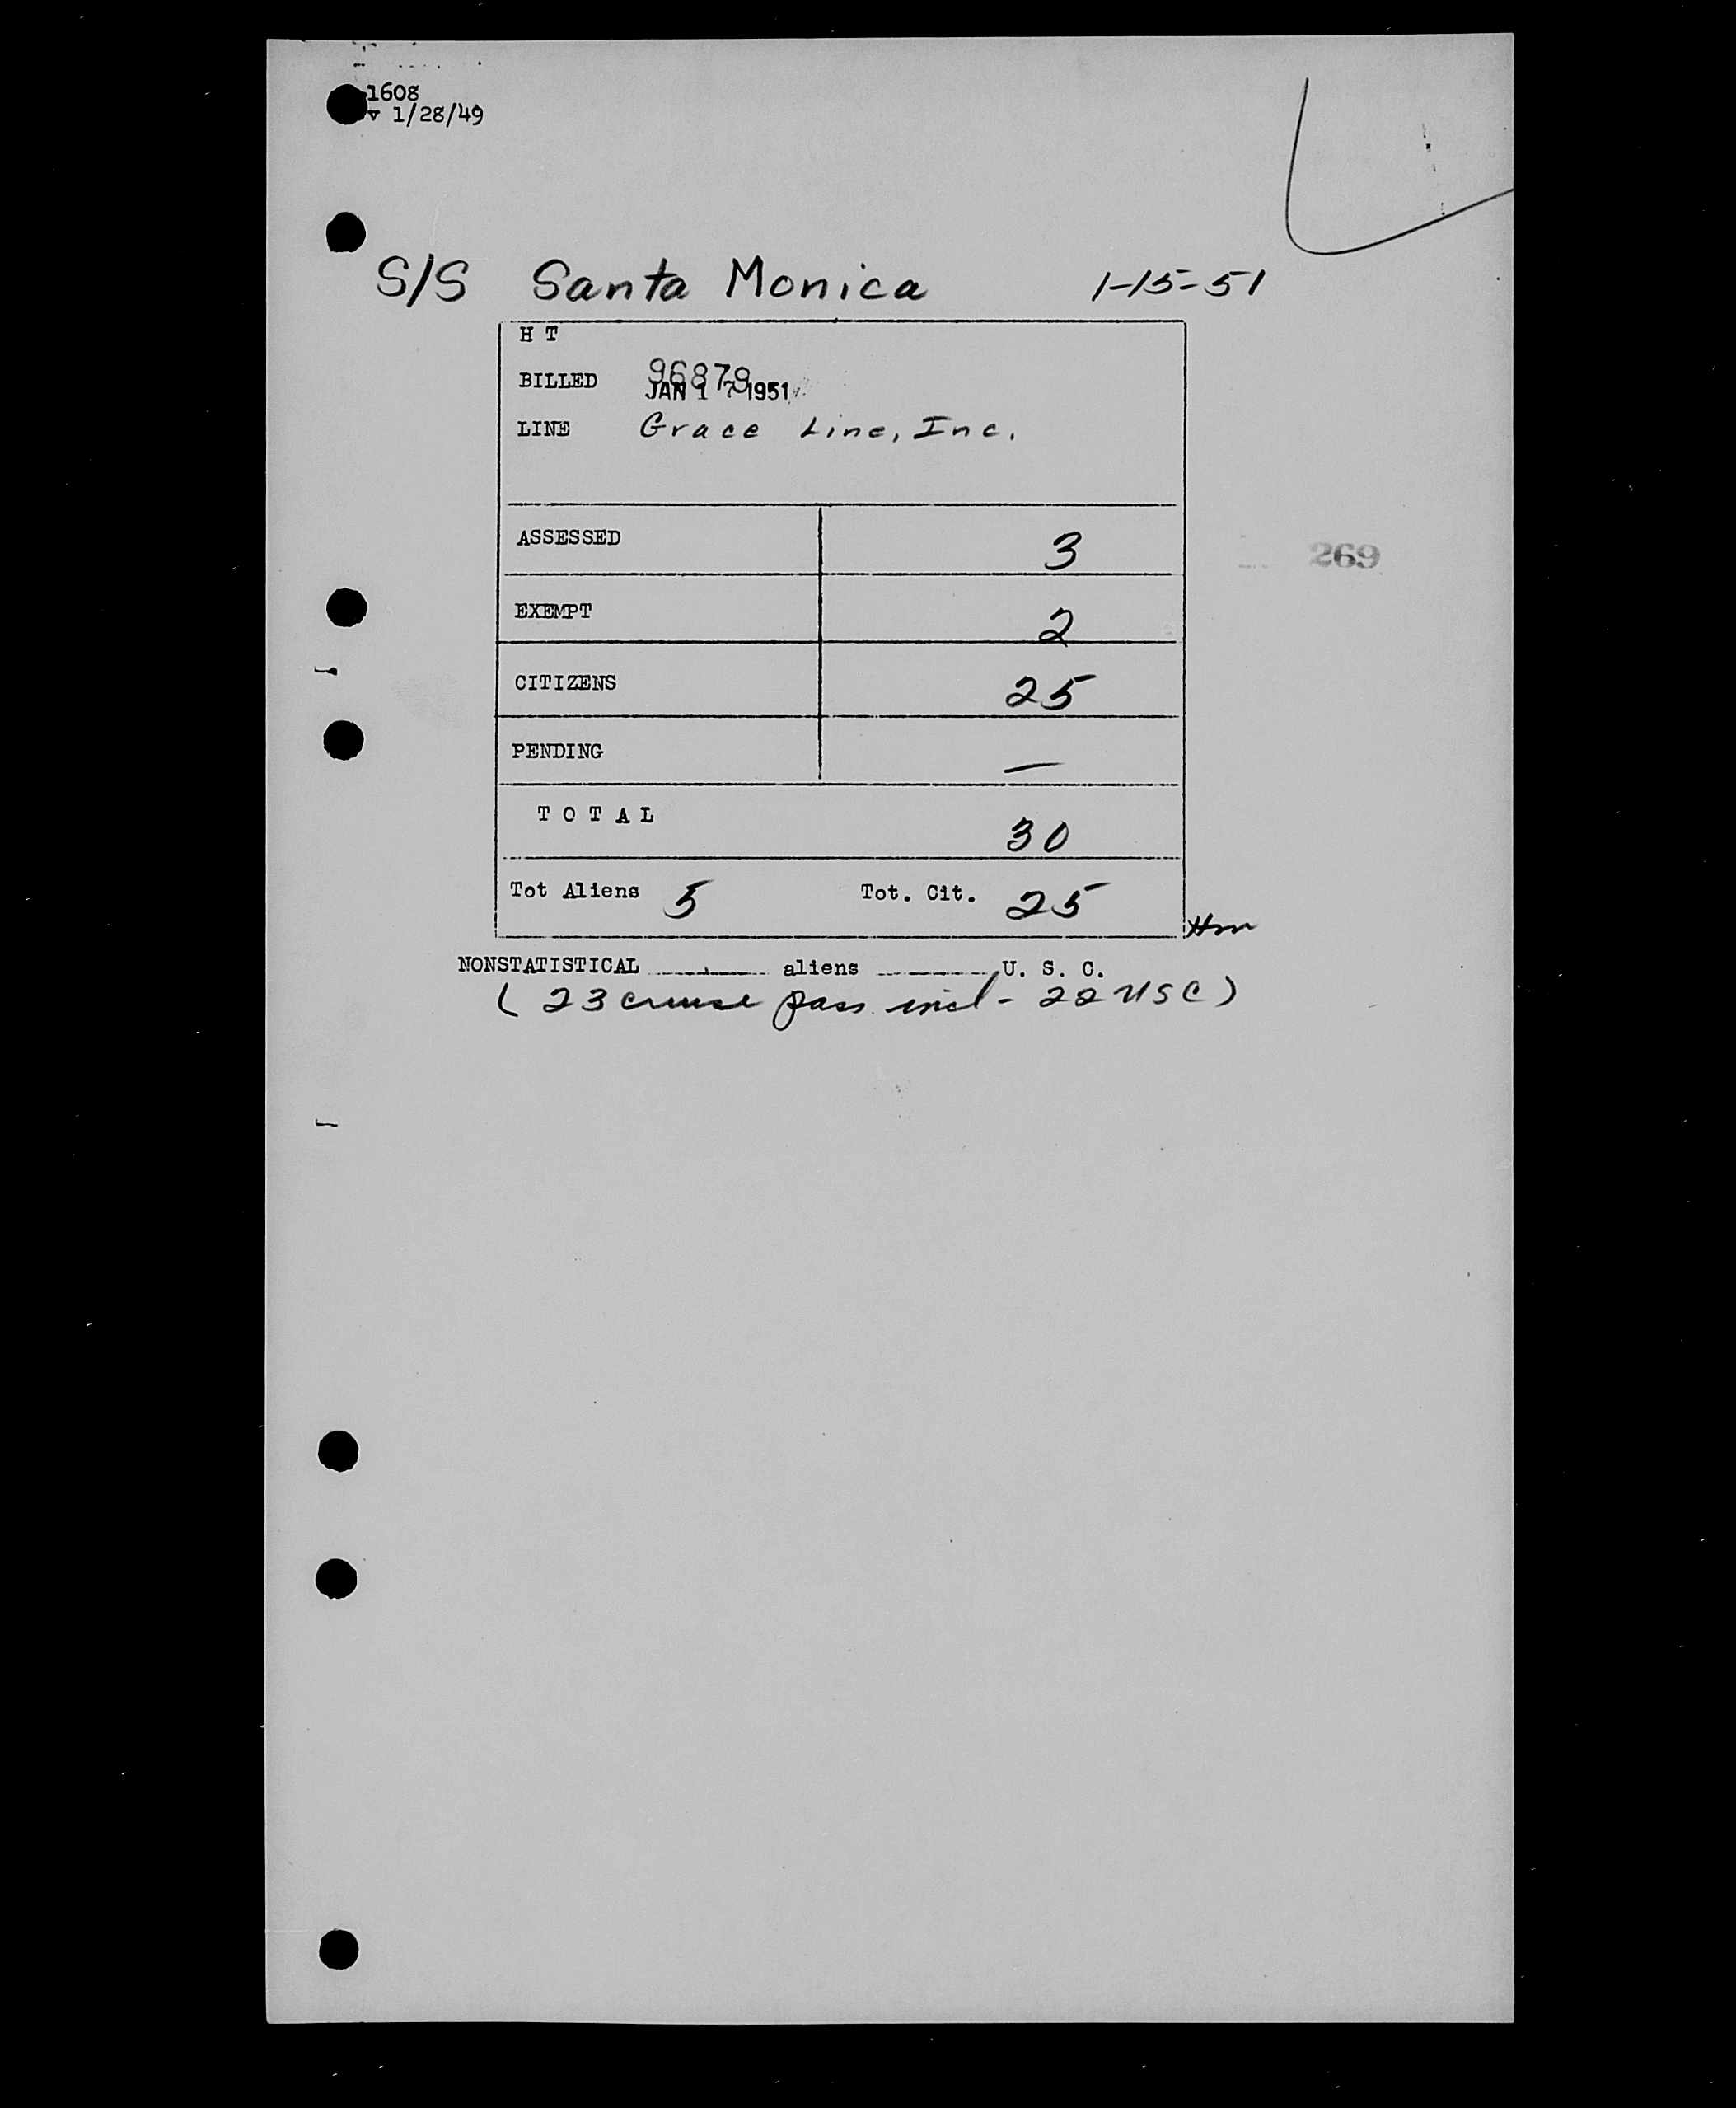 1608
v 1/28/49
S/S Santa Monica 1-15-51
H T
BILLED 96879
JAN 17 1951
LINE Grace Line, Inc.
ASSESSED 3
269
EXEMPT 2
CITIZENS 25
PENDING —
TOTAL 30
Tot Aliens 5 Tot. Cit. 25
NONSTATISTICAL aliens U. S. C.
( 23 cruise pass. incl - 22 USC )